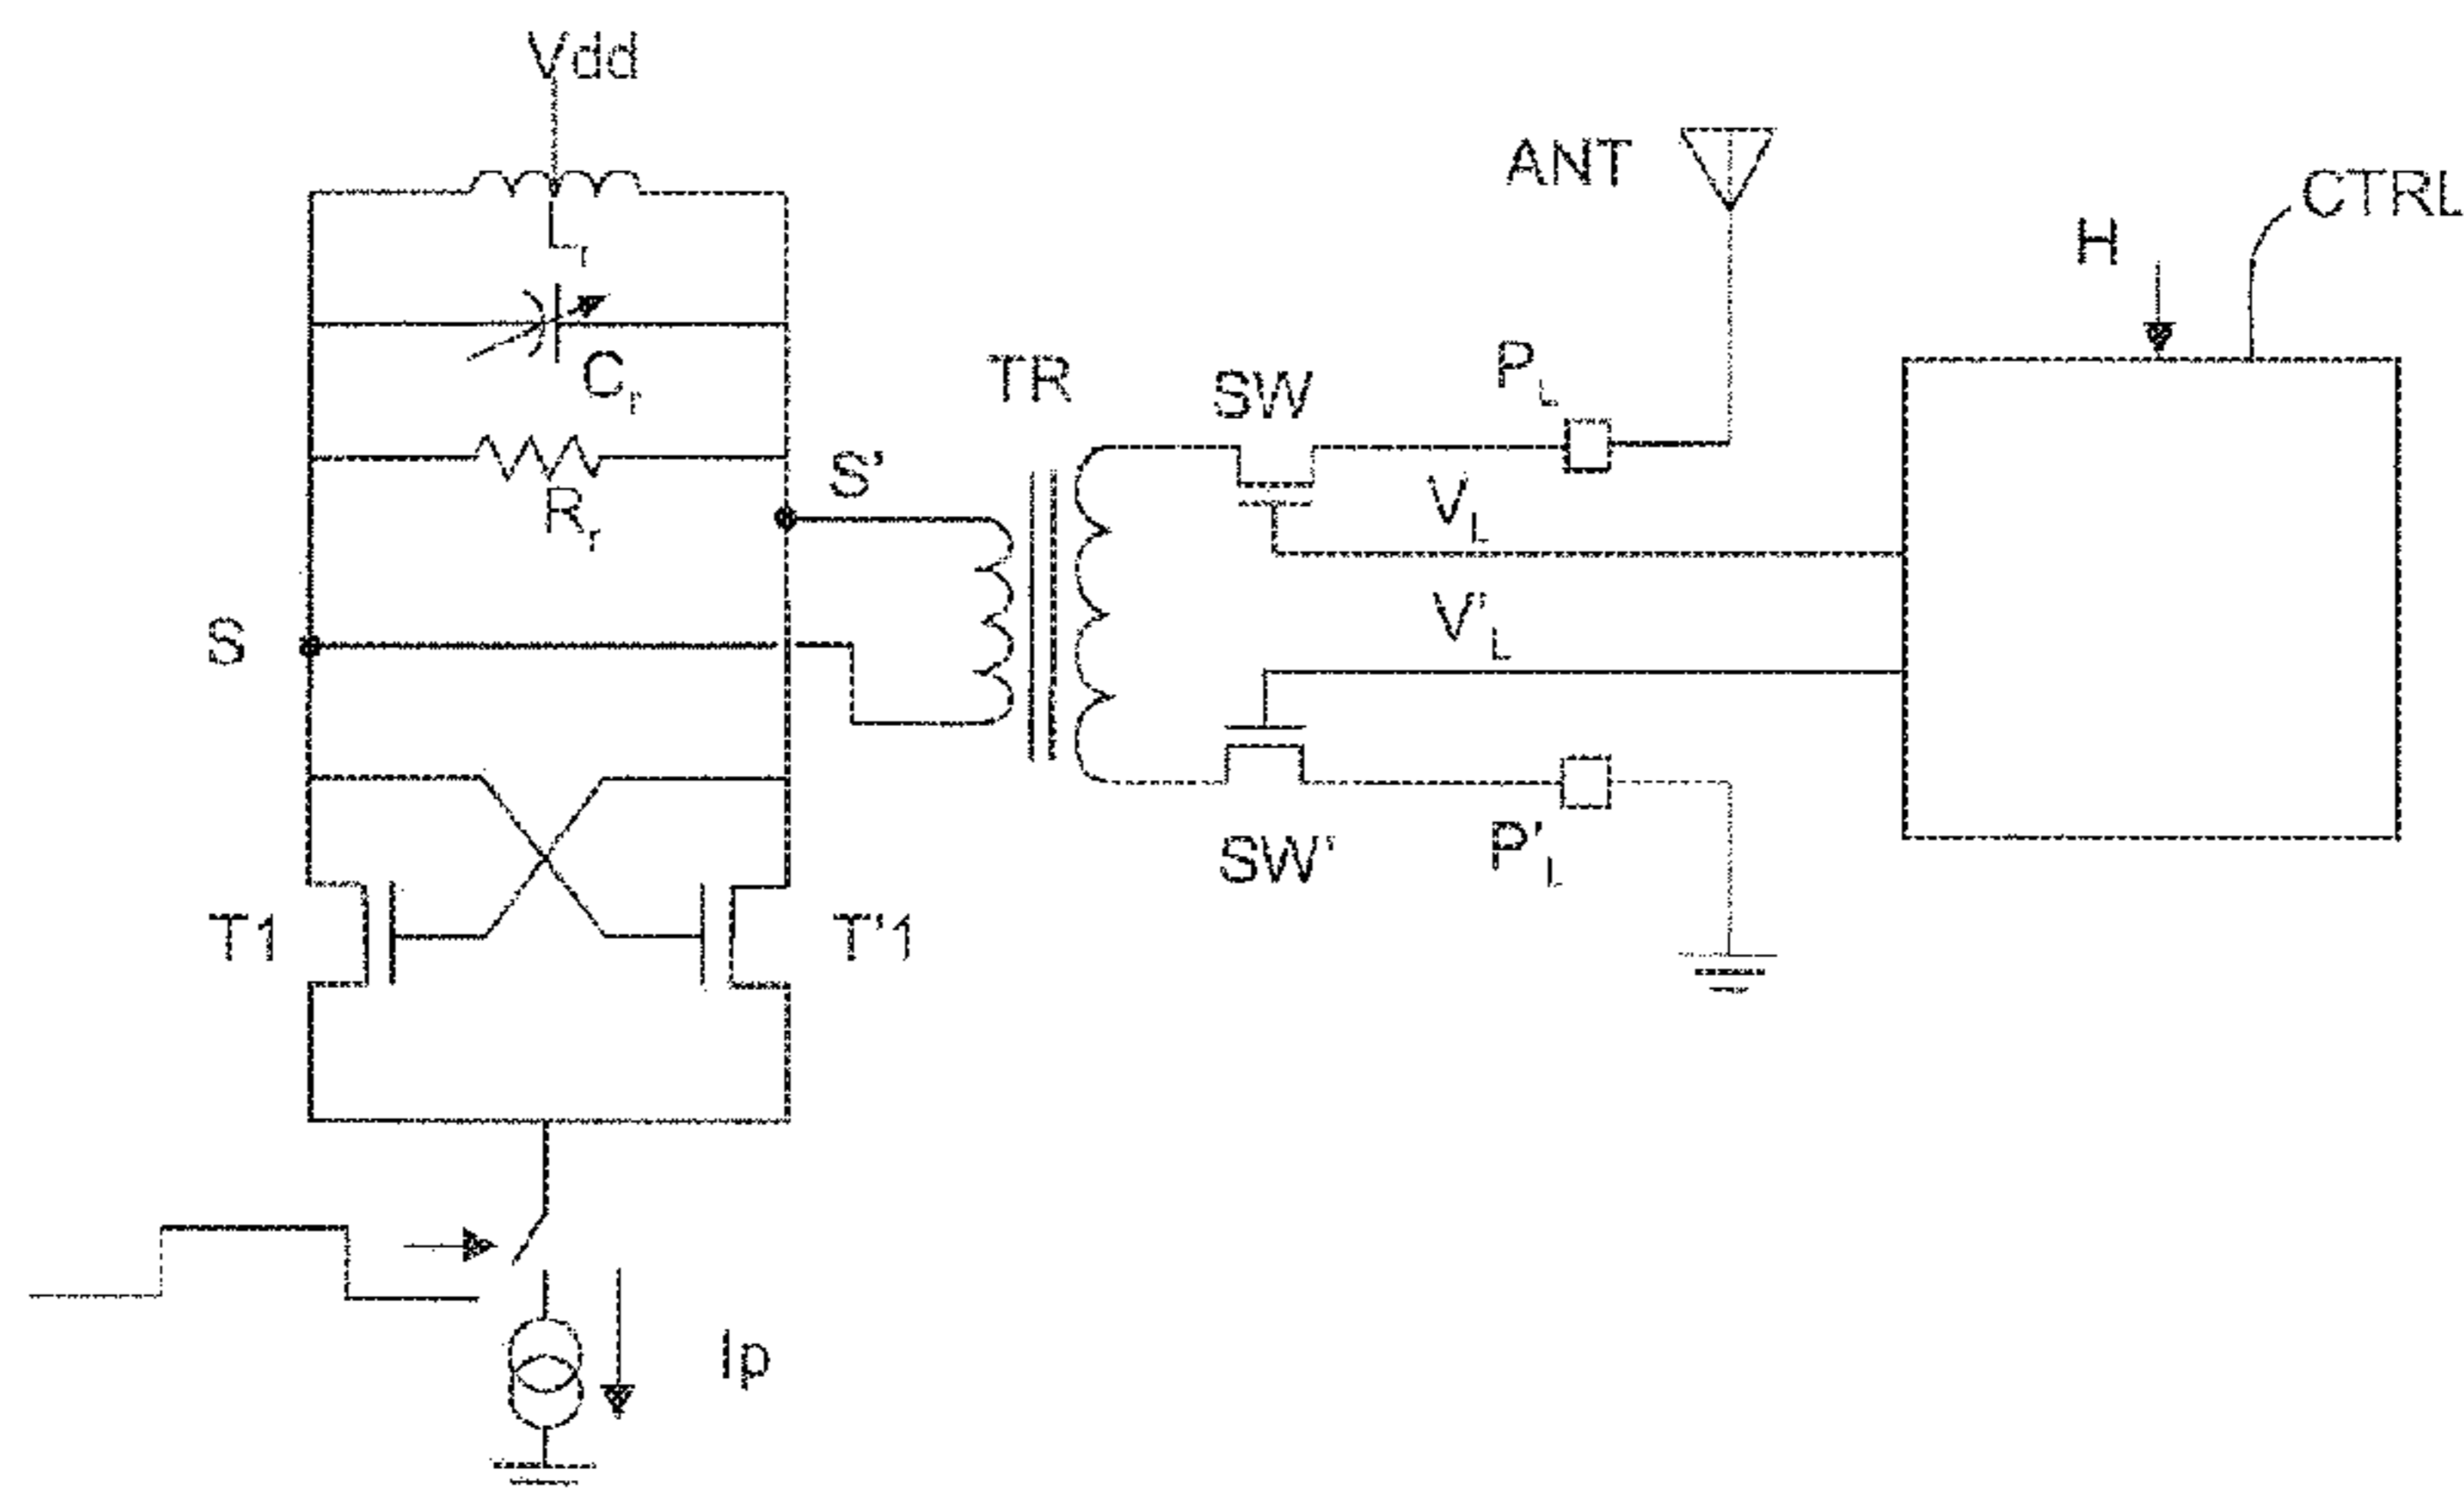 Vdd
ANT
CTRL
H
Lr
Cr
TR
SW
PL
S'
Rr
VL
S
V'L
SW'
P'L
T1
T'1
Ip